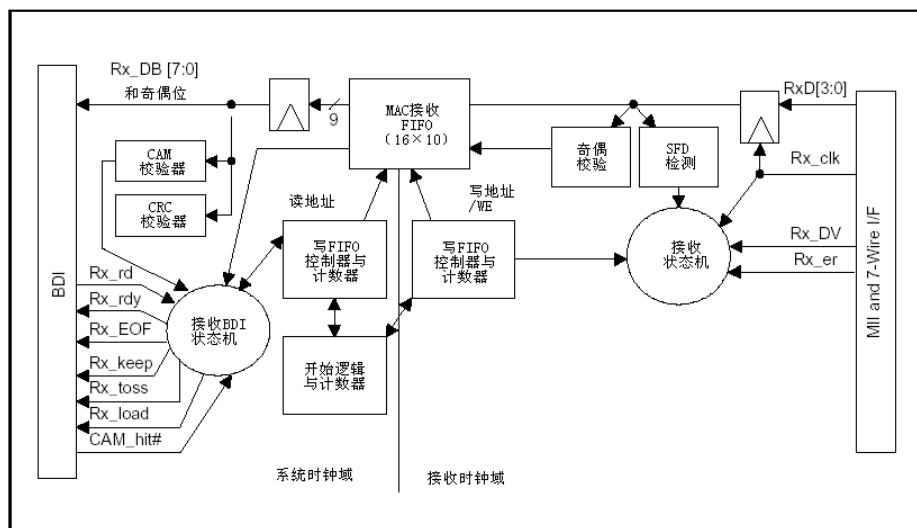 Rx_DB [7:0]
和奇偶位
9
MAC接收
FIFO
(16×10)
RxD[3:0]
奇偶
校验
SFD
检测
Rx_clk
CAM
校验器
CRC
校验器
读地址
写地址
/WE
写FIFO
控制器与
计数器
写FIFO
控制器与
计数器
接收
状态机
Rx_DV
Rx_er
MII and 7-Wire I/F
BDI
Rx_rd
Rx_rdy
Rx_EOF
Rx_keep
Rx_toss
Rx_load
CAM_hit#
接收BDI
状态机
开始逻辑
与计数器
系统时钟域
接收时钟域